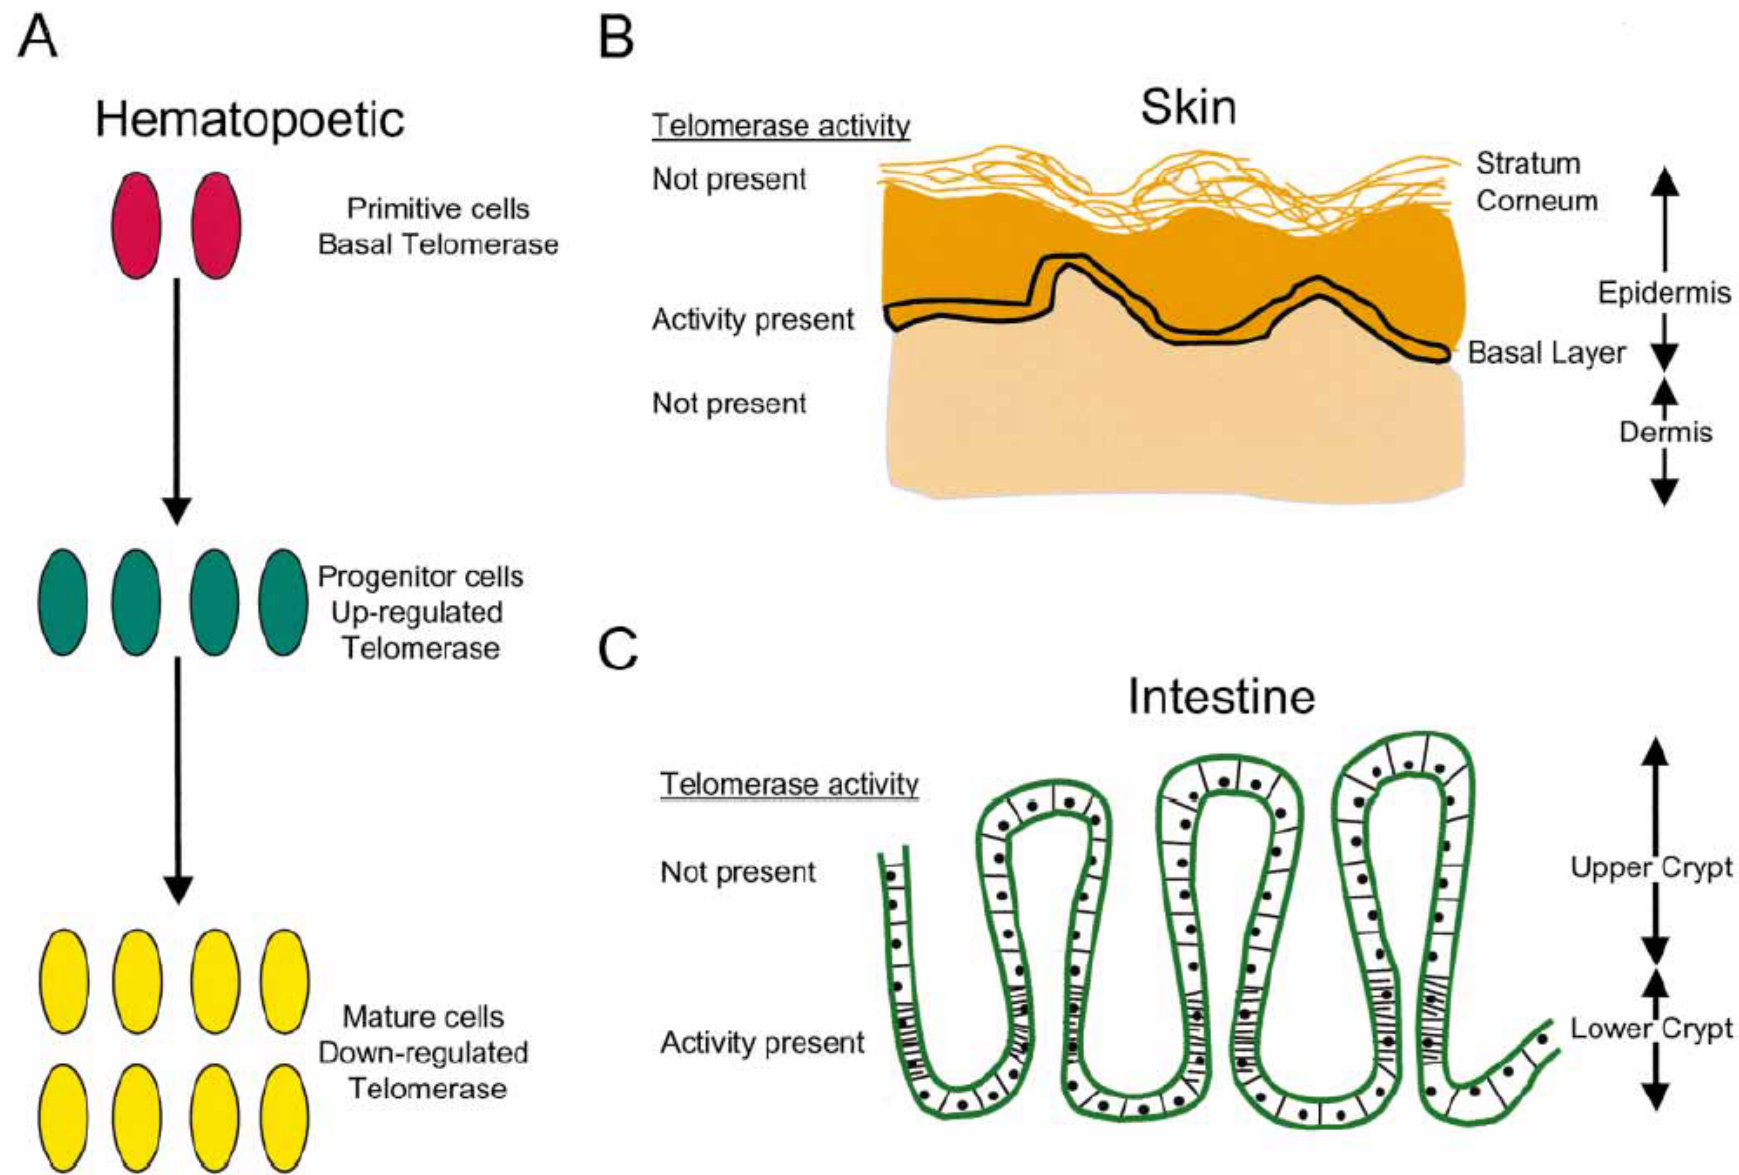 A
Hematopoetic
Primitive cells
Basal Telomerase
Progenitor cells
Up-regulated
Telomerase
Mature cells
Down-regulated
Telomerase
B
Skin
Telomerase activity
Not present
Activity present
Not present
Stratum
Corneum
Epidermis
Basal Layer
Dermis
C
Intestine
Telomerase activity
Not present
Activity present
Upper Crypt
Lower Crypt